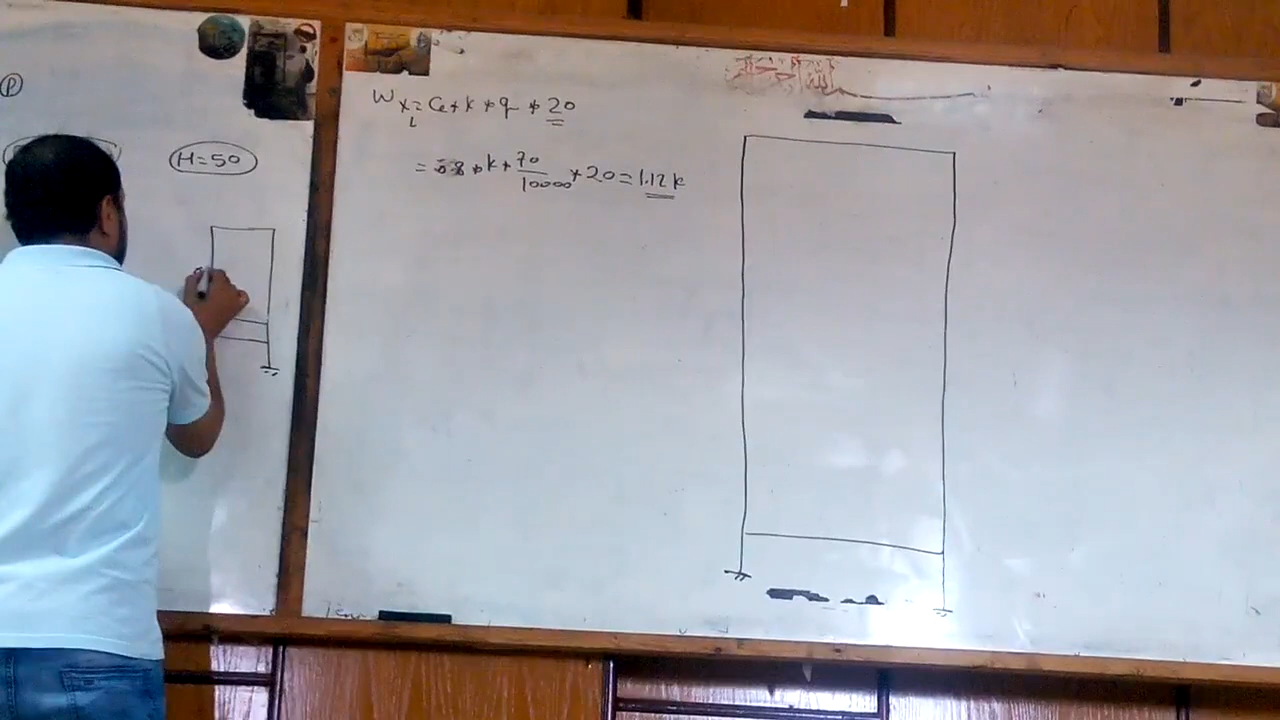 P
H=50
W x = Ce * k * q * 20
L
= 0.8 * k * 70/10000 * 20 = 1.12 k